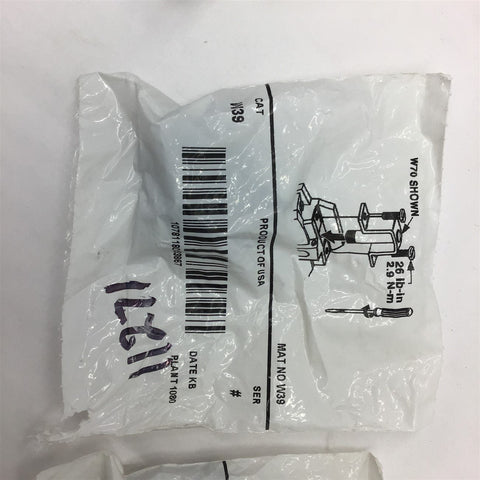 W70 SHOWN
26 lb-in
2.9 N-m
CAT
W39
PRODUCT OF USA
MAT NO W39
SER
#
DATE KB
PLANT 1080